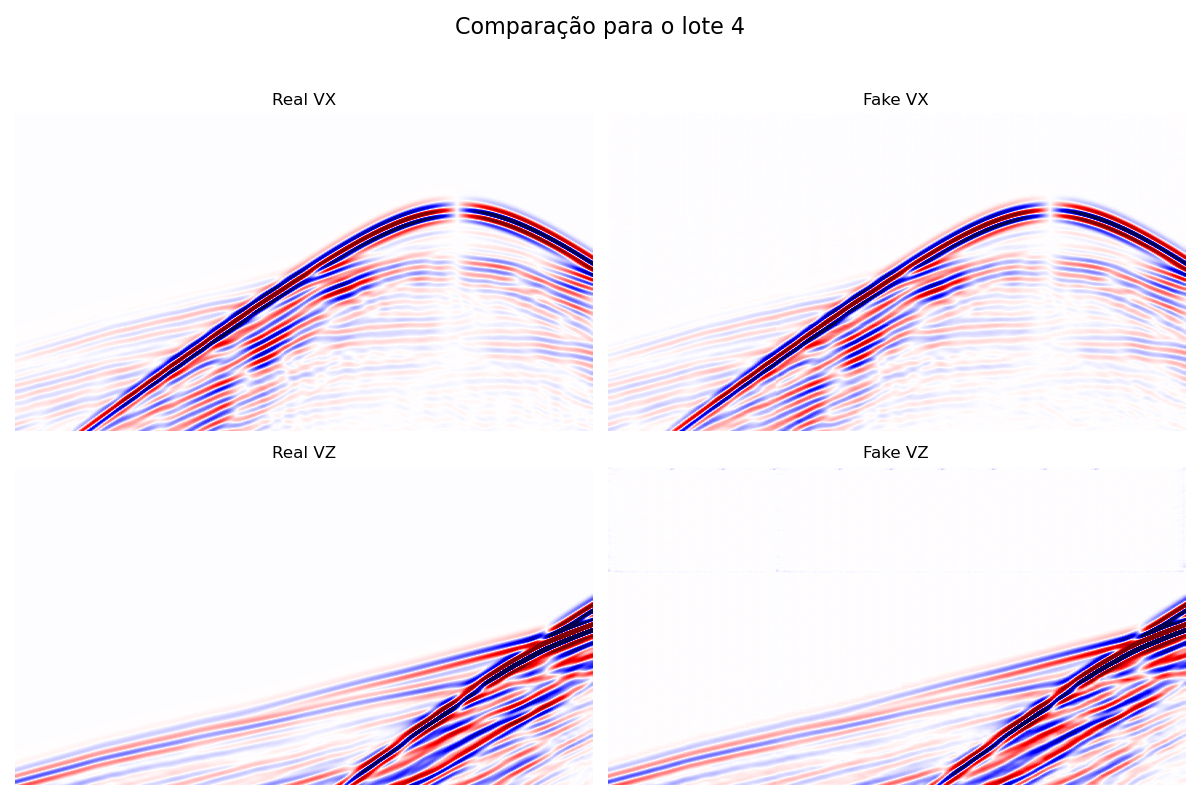 Comparação para o lote 4
Real VX
Fake VX
Real VZ
Fake VZ